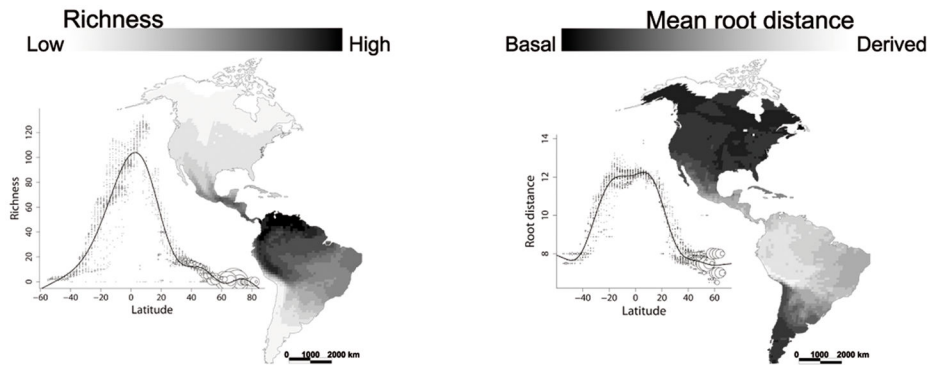 Richness
Low High
Richness
0 20 40 60 80 100 120
−60 −40 −20 0 20 40 60 80
Latitude
0 1000 2000 km
Mean root distance
Basal Derived
Root distance
8 10 12 14
−40 −20 0 20 40 60
Latitude
0 1000 2000 km